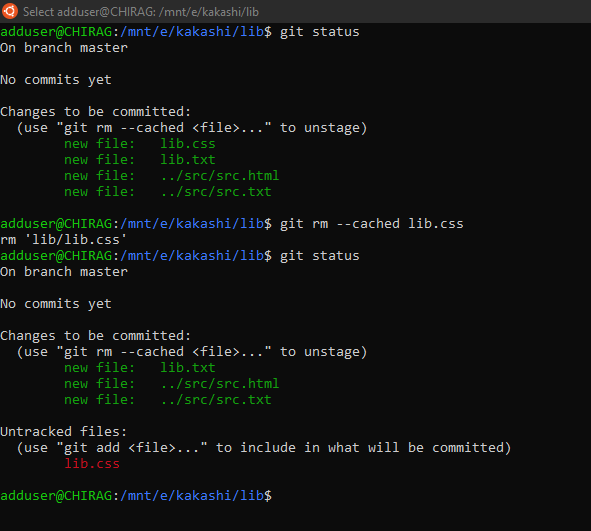 Select adduser@CHIRAG: /mnt/e/kakashi/lib
adduser@CHIRAG:/mnt/e/kakashi/lib$ git status
On branch master
No commits yet
Changes to be committed:
  (use "git rm --cached <file>..." to unstage)
        new file:   lib.css
        new file:   lib.txt
        new file:   ../src/src.html
        new file:   ../src/src.txt
adduser@CHIRAG:/mnt/e/kakashi/lib$ git rm --cached lib.css
rm 'lib/lib.css'
adduser@CHIRAG:/mnt/e/kakashi/lib$ git status
On branch master
No commits yet
Changes to be committed:
  (use "git rm --cached <file>..." to unstage)
        new file:   lib.txt
        new file:   ../src/src.html
        new file:   ../src/src.txt
Untracked files:
  (use "git add <file>..." to include in what will be committed)
        lib.css
adduser@CHIRAG:/mnt/e/kakashi/lib$